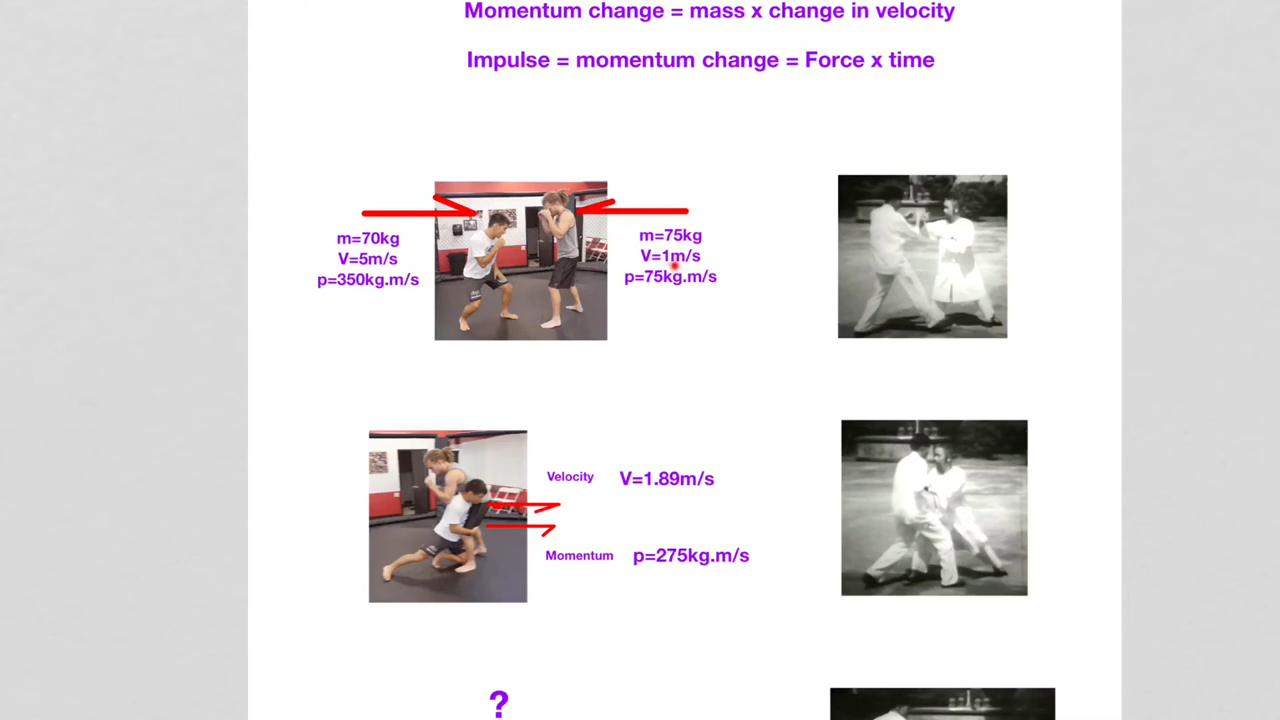 Momentum change = mass x change in velocity
Impulse = momentum change = Force x time
m=70kg
V=5m/s
p=350kg.m/s
m=75kg
V=1m/s
p=75kg.m/s
Velocity V=1.89m/s
Momentum p=275kg.m/s
?